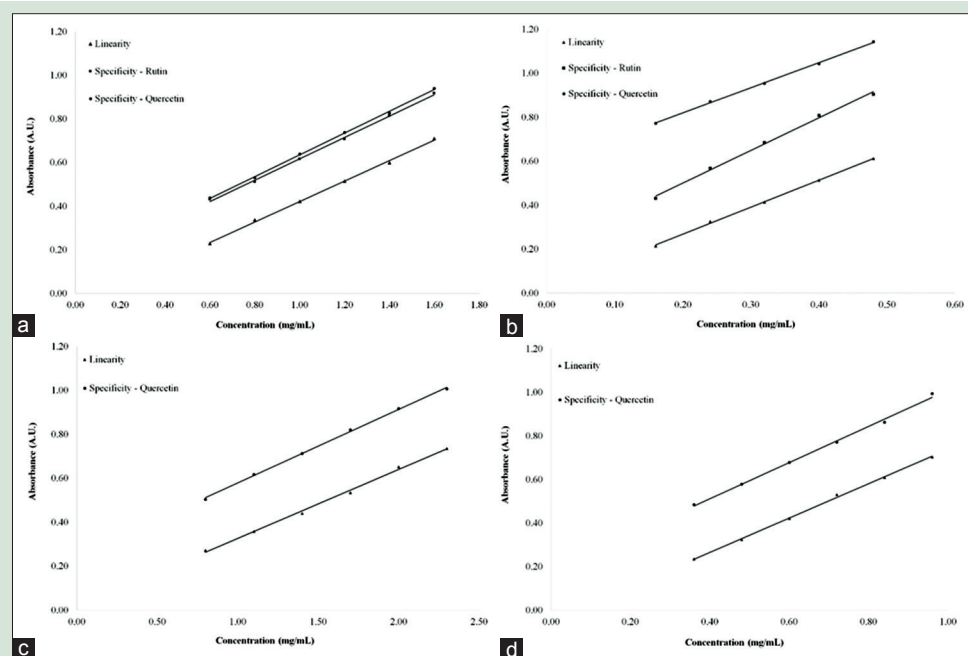 1.20
1.00
0.80
0.60
0.40
0.20
0.00
Absorbance (A.U.)
Linearity
Specificity - Rutin
Specificity - Quercetin
0.00 0.20 0.40 0.60 0.80 1.00 1.20 1.40 1.60 1.80
Concentration (mg/mL)
a
1.20
1.00
0.80
0.60
0.40
0.20
0.00
Absorbance (A.U.)
Linearity
Specificity - Rutin
Specificity - Quercetin
0.00 0.10 0.20 0.30 0.40 0.50 0.60
Concentration (mg/mL)
b
1.20
1.00
0.80
0.60
0.40
0.20
0.00
Absorbance (A.U.)
Linearity
Specificity - Quercetin
0.00 0.50 1.00 1.50 2.00 2.50
Concentration (mg/mL)
c
1.20
1.00
0.80
0.60
0.40
0.20
0.00
Absorbance (A.U.)
Linearity
Specificity - Quercetin
0.00 0.20 0.40 0.60 0.80 1.00
Concentration (mg/mL)
d